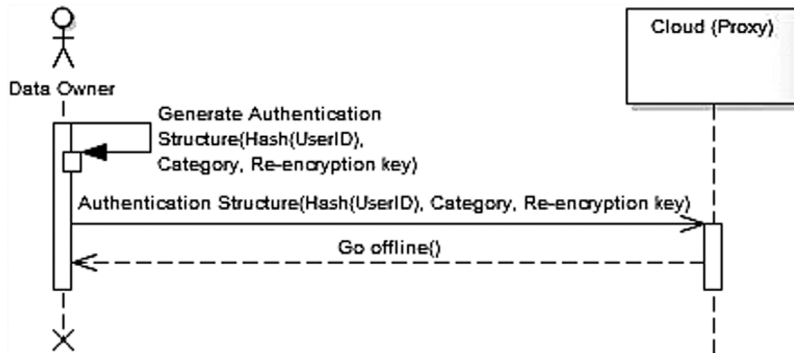 Cloud (Proxy)
Data Owner
Generate Authentication
Structure(Hash(UserID),
Category, Re-encryption key)
Authentication Structure(Hash(UserID), Category, Re-encryption key)
Go offline()